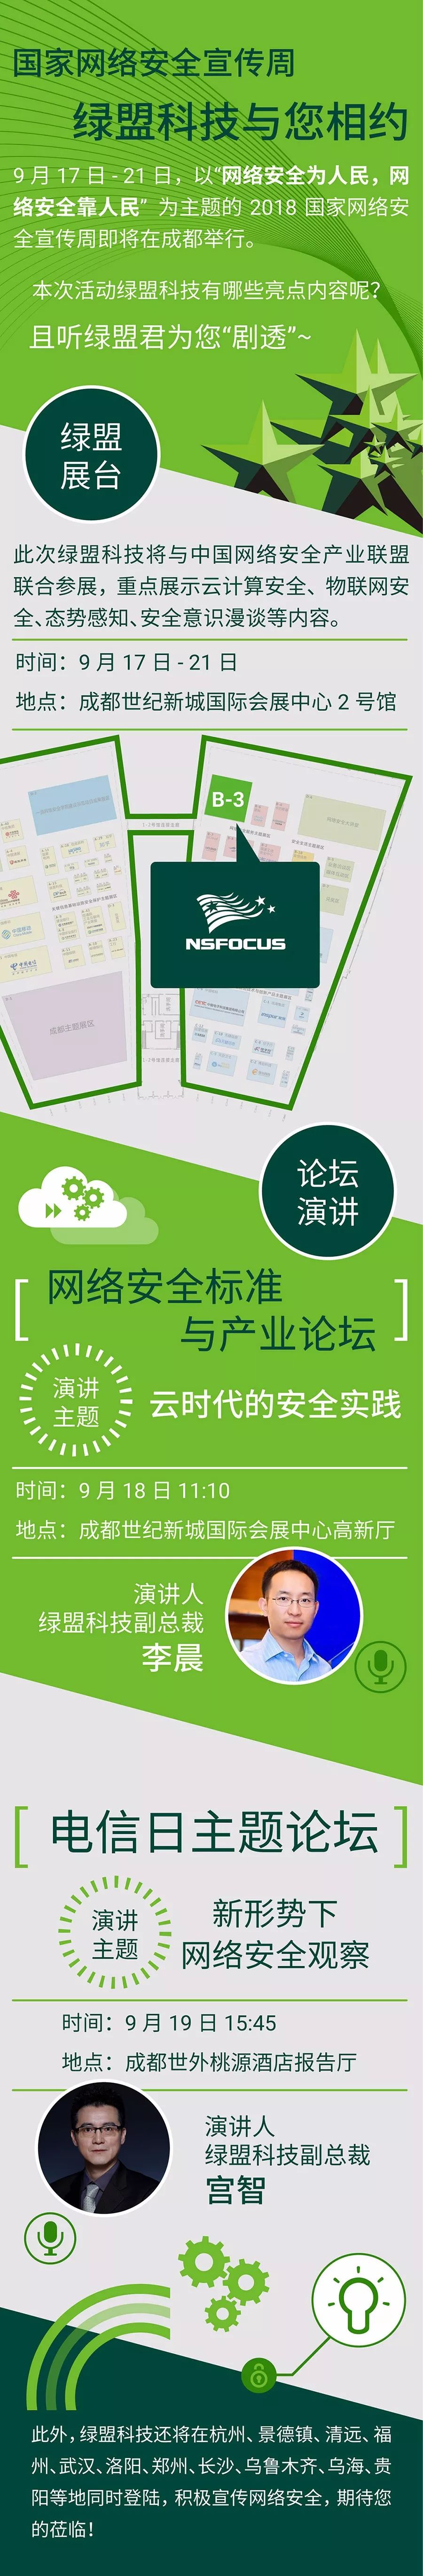 国家网络安全宣传周
绿盟科技与您相约
9 月 17 日 - 21 日，以“网络安全为人民，网
络安全靠人民” 为主题的 2018 国家网络安
全宣传周即将在成都举行。
本次活动绿盟科技有哪些亮点内容呢？
且听绿盟君为您“剧透”~
绿盟
展台
此次绿盟科技将与中国网络安全产业联盟
联合参展，重点展示云计算安全、物联网安
全、态势感知、安全意识漫谈等内容。
时间：9 月 17 日 - 21 日
地点：成都世纪新城国际会展中心 2 号馆
B-3
NSFOCUS
成都主题展区
论坛
演讲
网络安全标准
与产业论坛
演讲
主题
云时代的安全实践
时间：9 月 18 日 11:10
地点：成都世纪新城国际会展中心高新厅
演讲人
绿盟科技副总裁
李晨
电信日主题论坛
演讲
主题
新形势下
网络安全观察
时间：9 月 19 日 15:45
地点：成都世外桃源酒店报告厅
演讲人
绿盟科技副总裁
宫智
此外，绿盟科技还将在杭州、景德镇、清远、福
州、武汉、洛阳、郑州、长沙、乌鲁木齐、乌海、贵
阳等地同时登陆，积极宣传网络安全，期待您
的莅临！